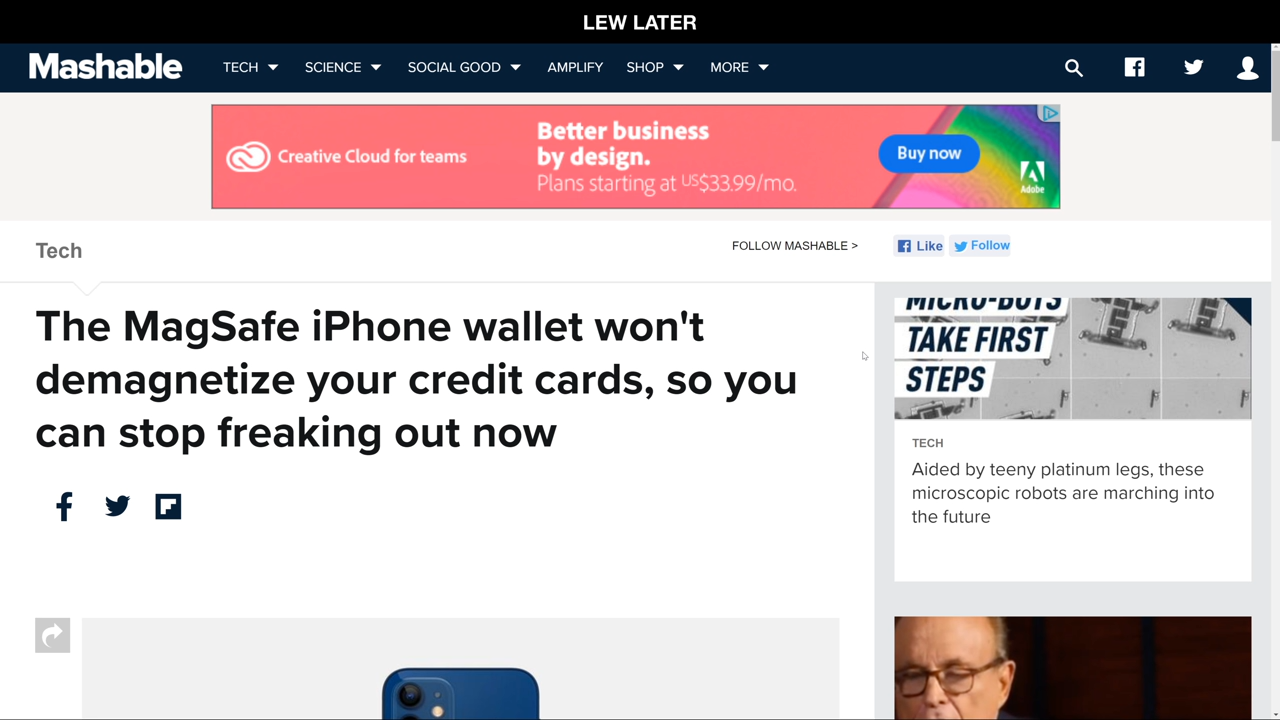 LEW LATER
Mashable
TECH
SCIENCE
SOCIAL GOOD
AMPLIFY
SHOP
MORE
Creative Cloud for teams
Better business
by design.
Plans starting at US$33.99/mo.
Buy now
Adobe
Tech
FOLLOW MASHABLE >
Like
Follow
The MagSafe iPhone wallet won't
demagnetize your credit cards, so you
can stop freaking out now
MICRO-BOTS
TAKE FIRST
STEPS
TECH
Aided by teeny platinum legs, these
microscopic robots are marching into
the future